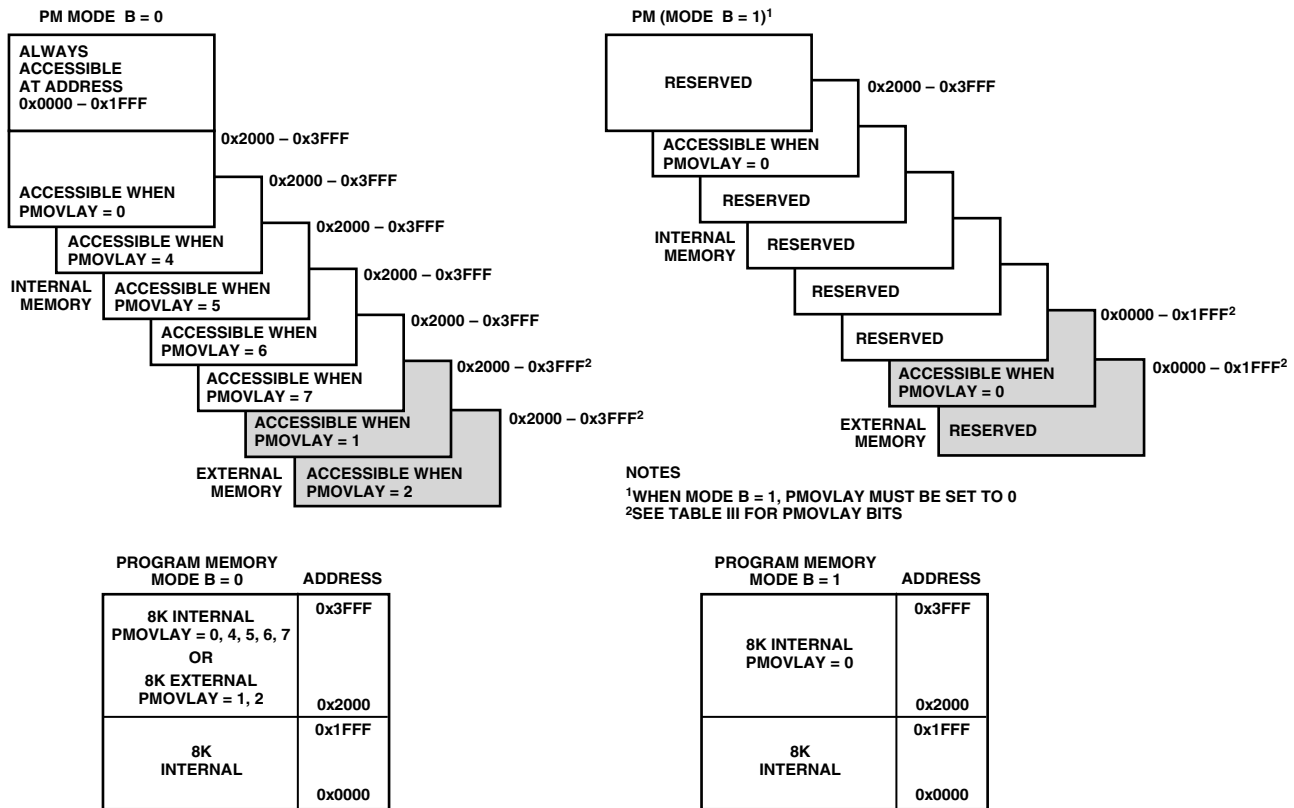 PM MODE B = 0
ALWAYS
ACCESSIBLE
AT ADDRESS
0x0000 – 0x1FFF
0x2000 – 0x3FFF
ACCESSIBLE WHEN
PMOVLAY = 0
0x2000 – 0x3FFF
ACCESSIBLE WHEN
PMOVLAY = 4
0x2000 – 0x3FFF
INTERNAL
MEMORY
ACCESSIBLE WHEN
PMOVLAY = 5
0x2000 – 0x3FFF
ACCESSIBLE WHEN
PMOVLAY = 6
0x2000 – 0x3FFF
ACCESSIBLE WHEN
PMOVLAY = 7
0x2000 – 0x3FFF²
ACCESSIBLE WHEN
PMOVLAY = 1
0x2000 – 0x3FFF²
EXTERNAL
MEMORY
ACCESSIBLE WHEN
PMOVLAY = 2
PM (MODE B = 1)¹
RESERVED
0x2000 – 0x3FFF
ACCESSIBLE WHEN
PMOVLAY = 0
RESERVED
INTERNAL
MEMORY
RESERVED
RESERVED
RESERVED
0x0000 – 0x1FFF²
ACCESSIBLE WHEN
PMOVLAY = 0
0x0000 – 0x1FFF²
EXTERNAL
MEMORY
RESERVED
NOTES
¹WHEN MODE B = 1, PMOVLAY MUST BE SET TO 0
²SEE TABLE III FOR PMOVLAY BITS
PROGRAM MEMORY
MODE B = 0
ADDRESS
8K INTERNAL
PMOVLAY = 0, 4, 5, 6, 7
OR
8K EXTERNAL
PMOVLAY = 1, 2
0x3FFF
0x2000
8K
INTERNAL
0x1FFF
0x0000
PROGRAM MEMORY
MODE B = 1
ADDRESS
8K INTERNAL
PMOVLAY = 0
0x3FFF
0x2000
8K
INTERNAL
0x1FFF
0x0000